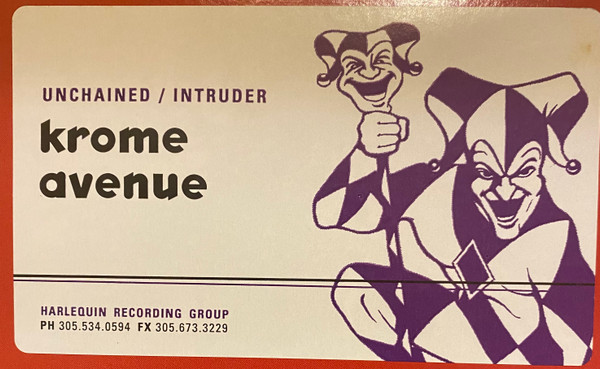 UNCHAINED / INTRUDER
krome
avenue
HARLEQUIN RECORDING GROUP
PH 305.534.0594 FX 305.673.3229